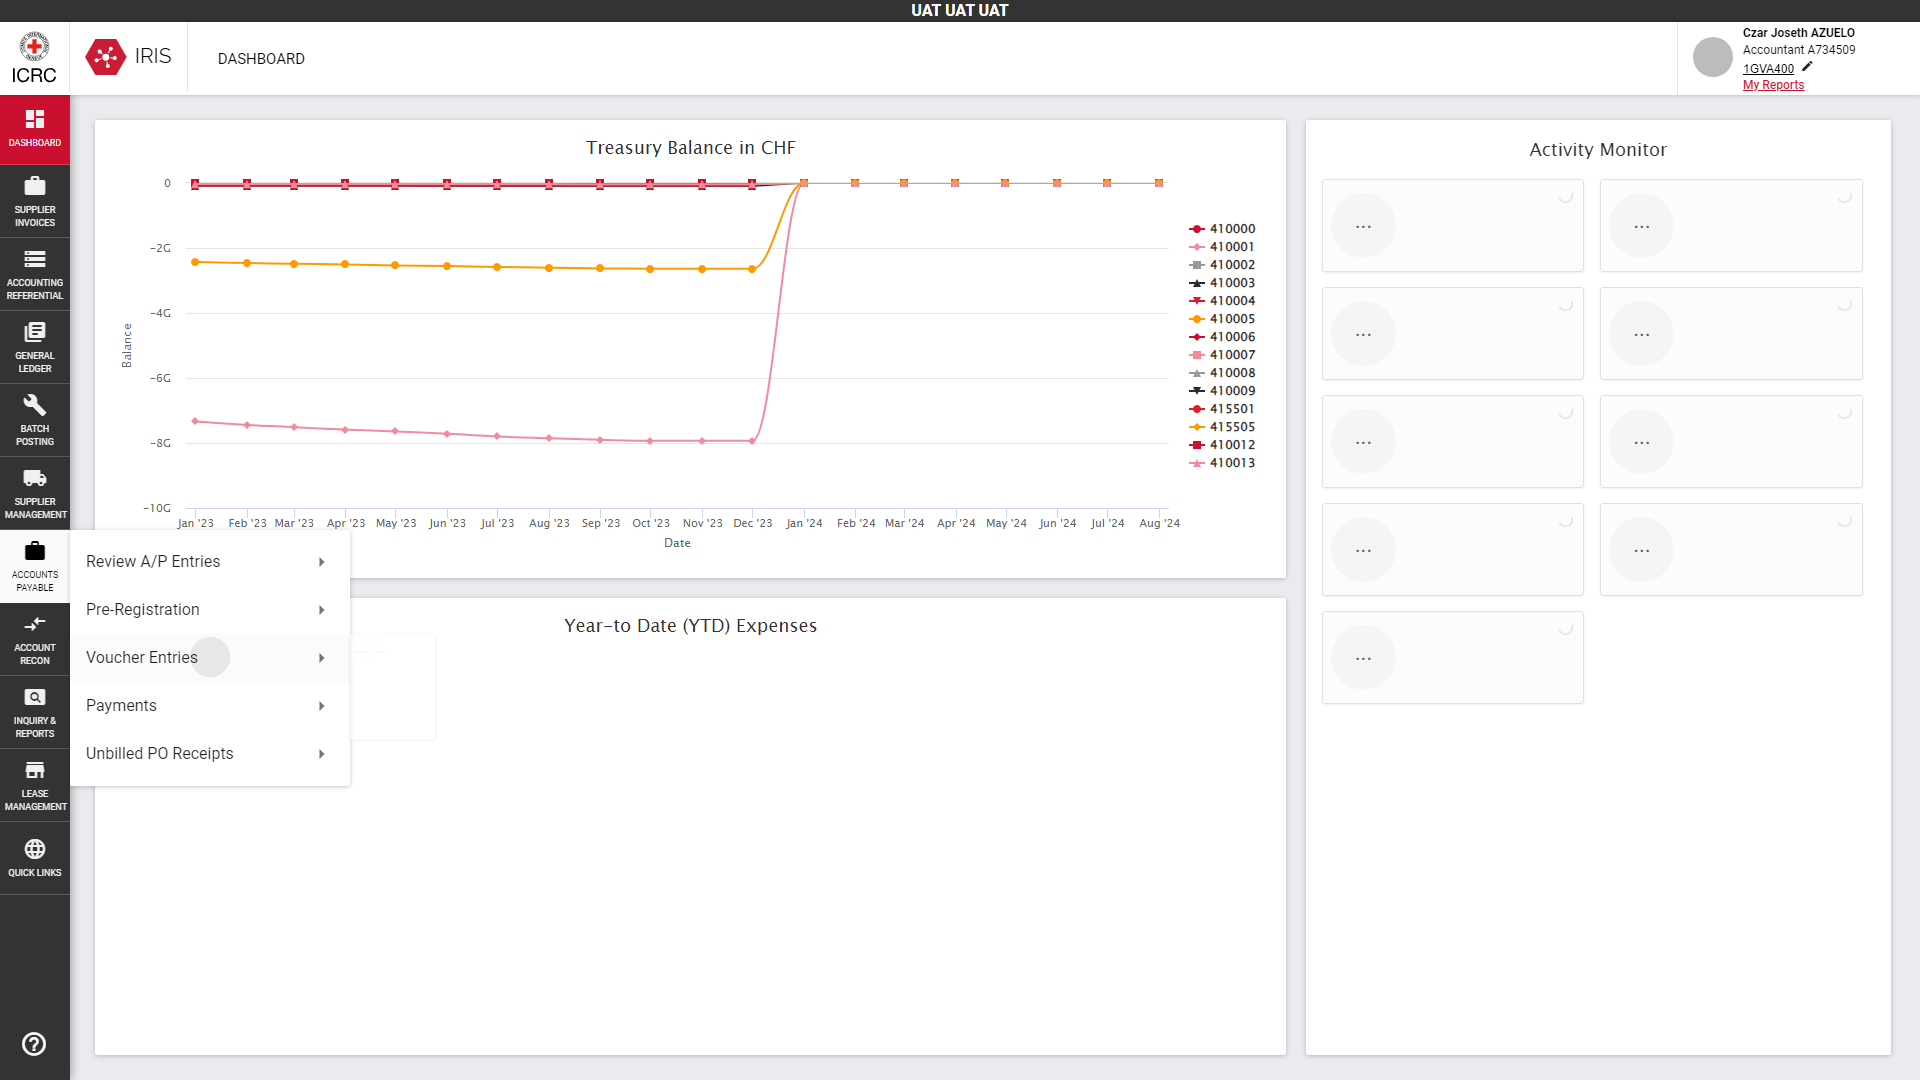 UAT UAT UAT
ICRC
IRIS
DASHBOARD
Czar Joseth AZUELO
Accountant A734509
1GVA400
My Reports
DASHBOARD
SUPPLIER
INVOICES
ACCOUNTING
REFERENTIAL
GENERAL
LEDGER
BATCH
POSTING
SUPPLIER
MANAGEMENT
ACCOUNTS
PAYABLE
ACCOUNT
RECON
INQUIRY &
REPORTS
LEASE
MANAGEMENT
QUICK LINKS
Review A/P Entries
Pre-Registration
Voucher Entries
Payments
Unbilled PO Receipts
Treasury Balance in CHF
Balance
0
−2G
−4G
−6G
−8G
−10G
Jan '23 Feb '23 Mar '23 Apr '23 May '23 Jun '23 Jul '23 Aug '23 Sep '23 Oct '23 Nov '23 Dec '23 Jan '24 Feb '24 Mar '24 Apr '24 May '24 Jun '24 Jul '24 Aug '24
Date
410000
410001
410002
410003
410004
410005
410006
410007
410008
410009
415501
415505
410012
410013
Year-to Date (YTD) Expenses
Activity Monitor
... ...
... ...
... ...
... ...
...